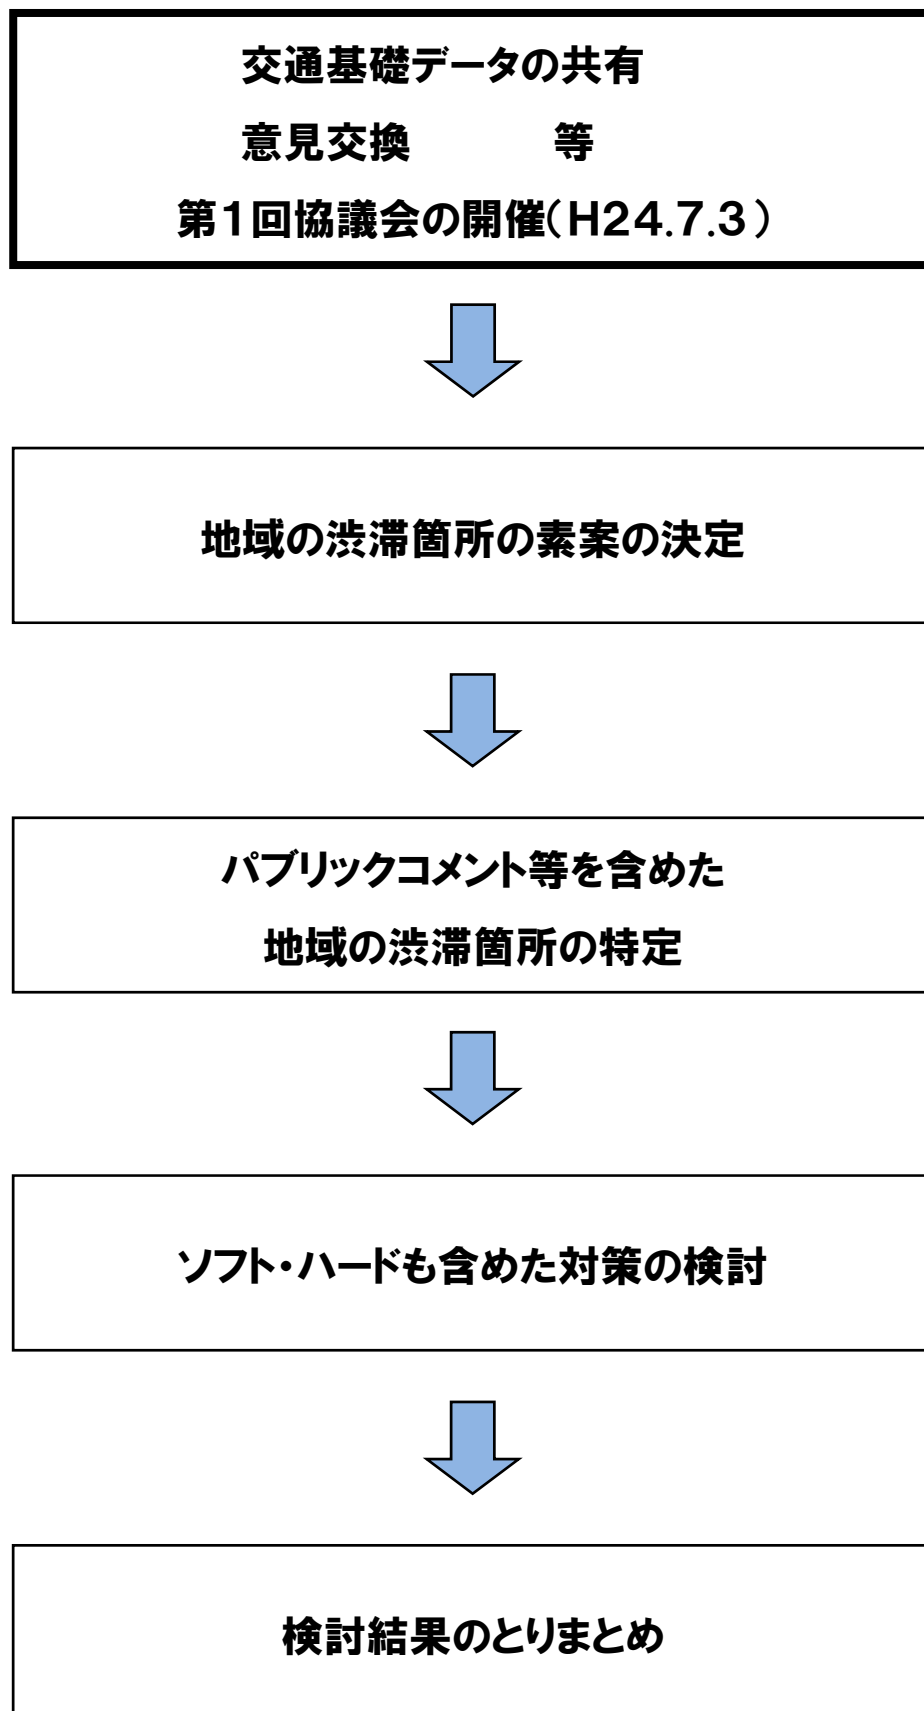 交通基礎データの共有
意見交換　　　等
第１回協議会の開催（H24.7.3）
地域の渋滞箇所の素案の決定
パブリックコメント等を含めた
地域の渋滞箇所の特定
ソフト・ハードも含めた対策の検討
検討結果のとりまとめ